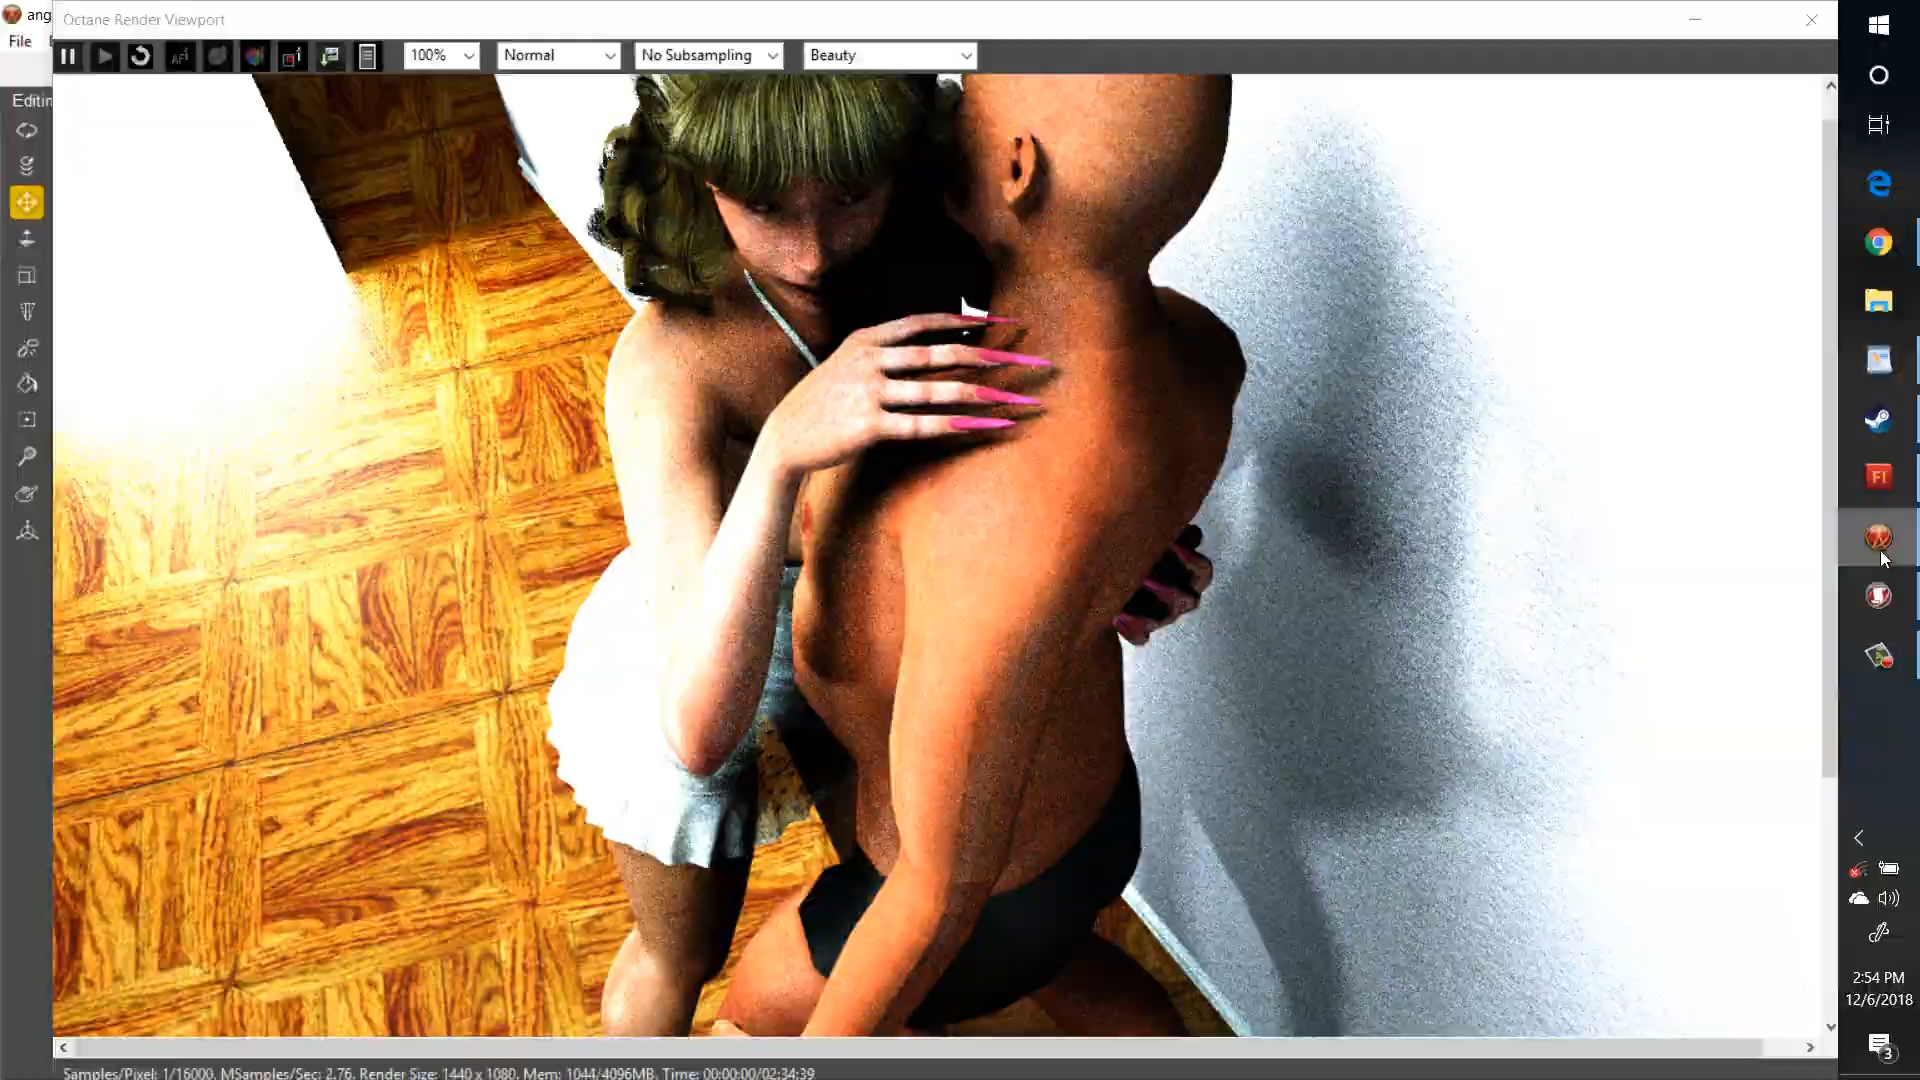 ang
Octane Render Viewport
File
100%
Normal
No Subsampling
Beauty
Editin
FI
2:54 PM
12/6/2018
3
Samples/Pixel: 1/16000, MSamples/Sec: 2.76, Render Size: 1440 x 1080, Mem: 1044/4096MB, Time: 00:00:00/02:34:39